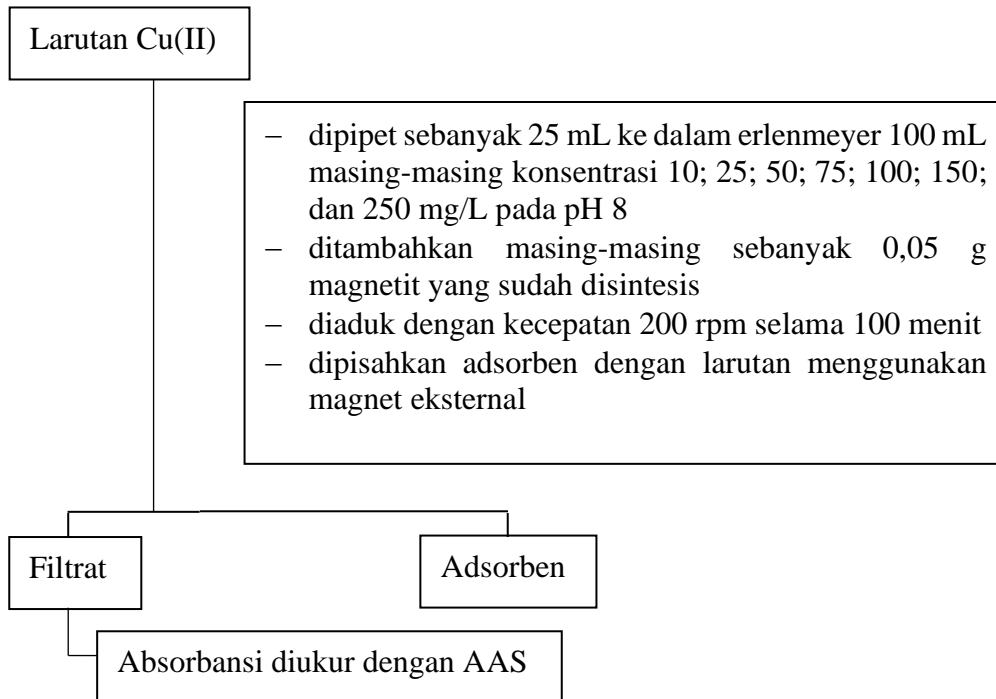 Larutan Cu(II)
– dipipet sebanyak 25 mL ke dalam erlenmeyer 100 mL
masing-masing konsentrasi 10; 25; 50; 75; 100; 150;
dan 250 mg/L pada pH 8
– ditambahkan masing-masing sebanyak 0,05 g
magnetit yang sudah disintesis
– diaduk dengan kecepatan 200 rpm selama 100 menit
– dipisahkan adsorben dengan larutan menggunakan
magnet eksternal
Filtrat
Adsorben
Absorbansi diukur dengan AAS